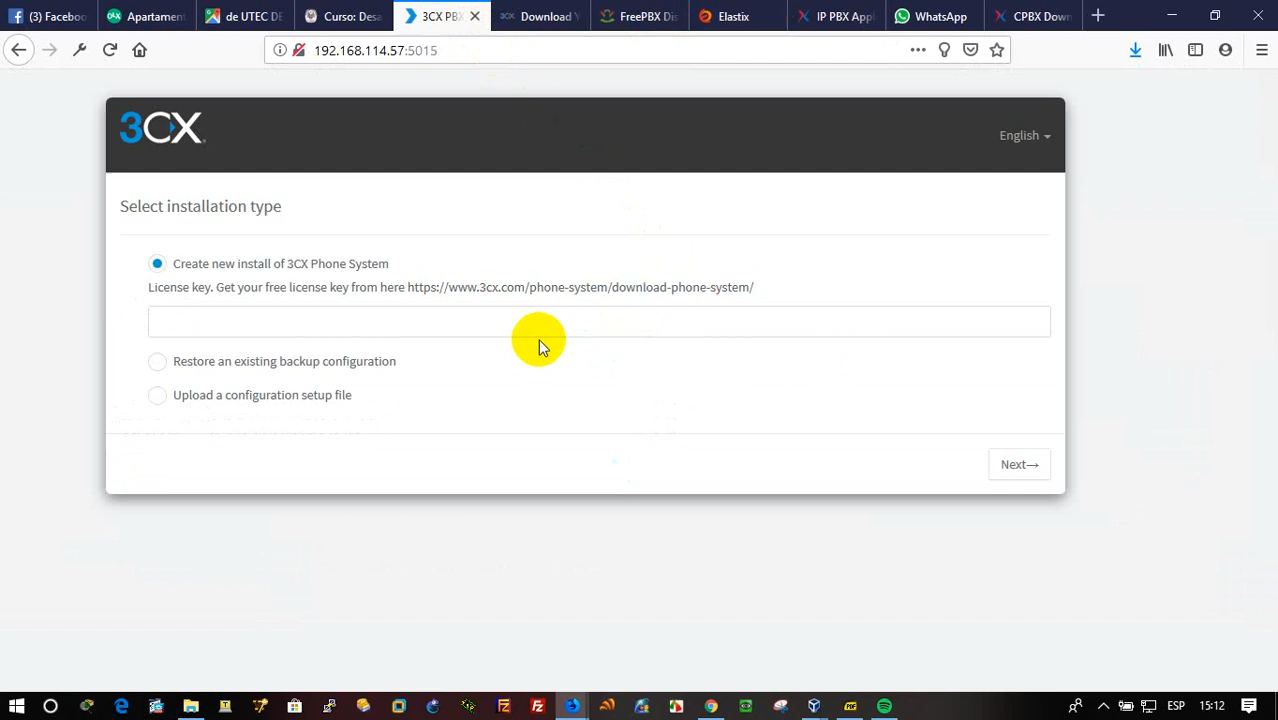 (3) Faceboo
Apartament
de UTEC DE
Curso: Desa
3CX PBX
Download Y
FreePBX Dis
Elastix
IP PBX Appl
WhatsApp
CPBX Down
192.168.114.57:5015
3CX
English
Select installation type
Create new install of 3CX Phone System
License key. Get your free license key from here https://www.3cx.com/phone-system/download-phone-system/
Restore an existing backup configuration
Upload a configuration setup file
Next→
ESP
15:12